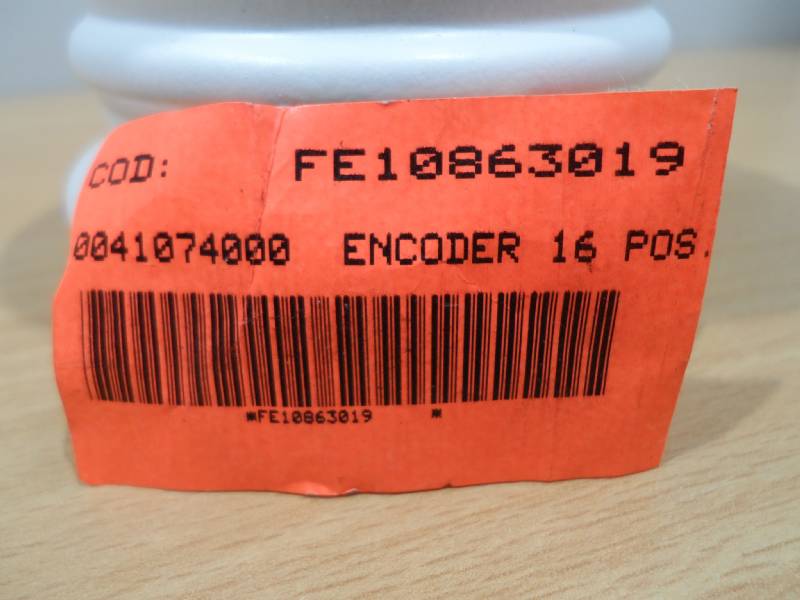 COD: FE10863019
0041074000 ENCODER 16 POS.
*FE10863019 *